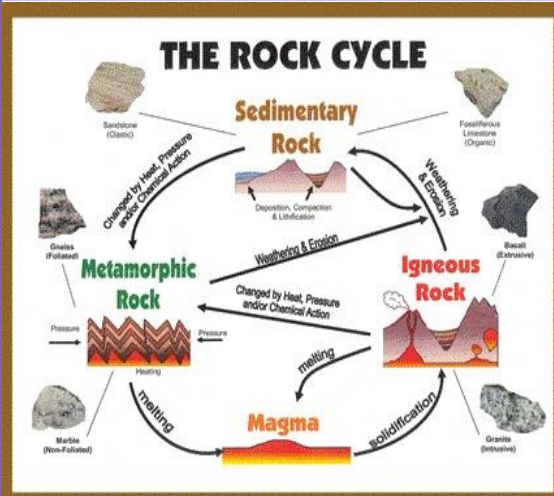 THE ROCK CYCLE
Sandstone
(Clastic)
Sedimentary
Rock
Fossiliferous
Limestone
(Organic)
Changed by Heat, Pressure
and/or Chemical Action
Deposition, Compaction
& Lithification
Weathering
& Erosion
Gneiss
(Foliated)
Weathering & Erosion
Basalt
(Extrusive)
Metamorphic
Rock
Igneous
Rock
Changed by Heat, Pressure
and/or Chemical Action
Pressure
Pressure
Heating
melting
melting
Magma
solidification
Marble
(Non-Foliated)
Granite
(Intrusive)